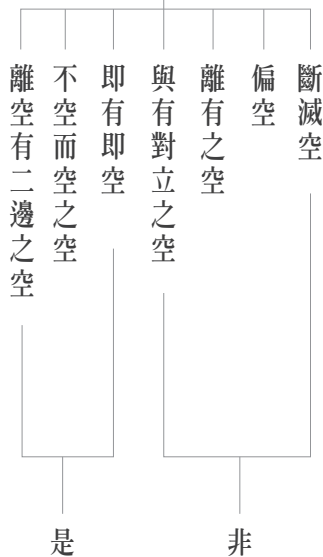 斷滅空
偏空
離有之空
與有對立之空
即有即空
不空而空之空
離空有二邊之空
非
是